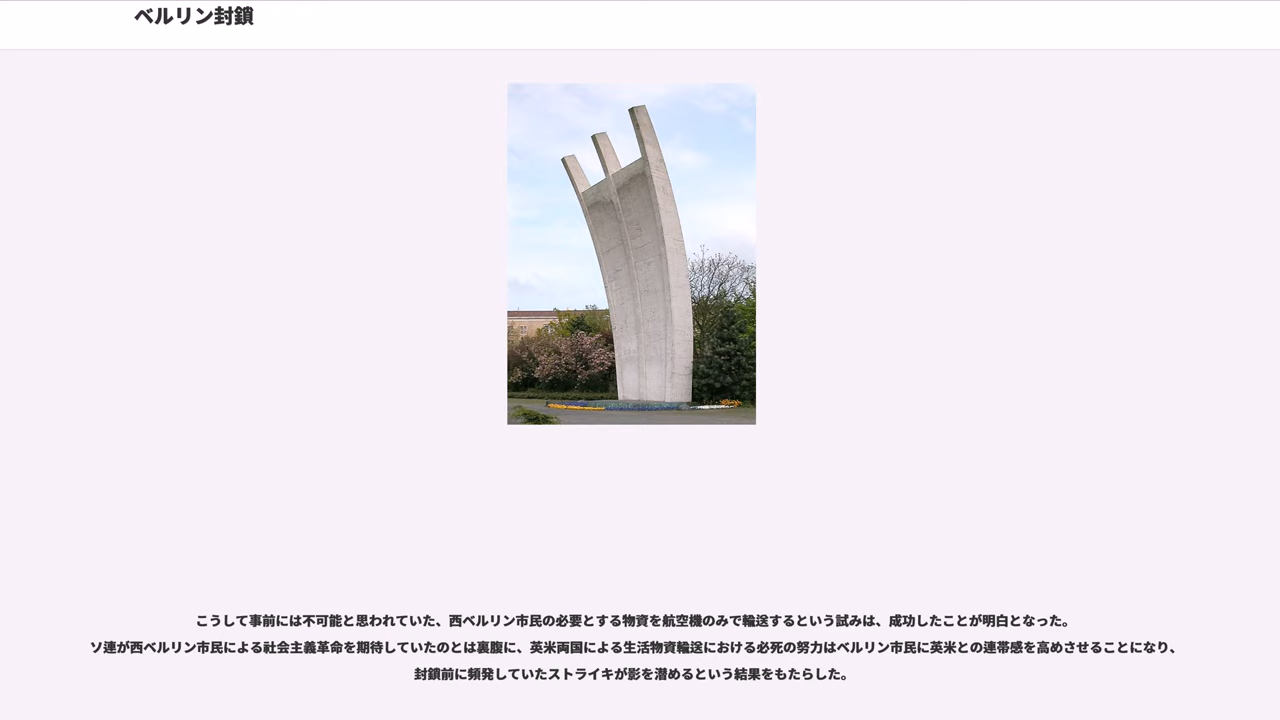 ベルリン封鎖
こうして事前には不可能と思われていた、西ベルリン市民の必要とする物資を航空機のみで輸送するという試みは、成功したことが明白となった。
ソ連が西ベルリン市民による社会主義革命を期待していたのとは裏腹に、英米両国による生活物資輸送における必死の努力はベルリン市民に英米との連帯感を高めさせることになり、
封鎖前に頻発していたストライキが影を潜めるという結果をもたらした。